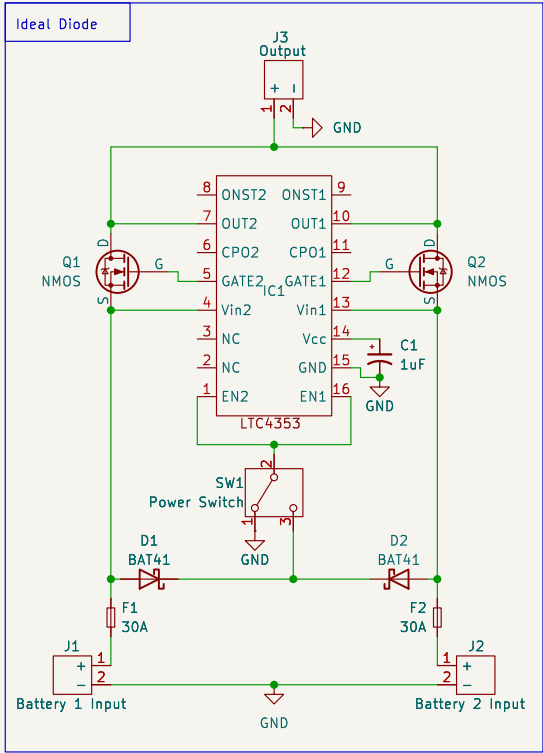 Ideal Diode
J3
Output
+ −
1 2
GND
8 ONST2 ONST1 9
7 OUT2 OUT1 10
6 CPO2 CPO1 11
5 GATE2 GATE1 12
IC1
4 Vin2 Vin1 13
3 NC Vcc 14
2 NC GND 15
1 EN2 EN1 16
LTC4353
Q1
NMOS
D
G
S
Q2
NMOS
D
G
S
+
C1
1uF
GND
2
SW1
Power Switch
1 3
GND
D1
BAT41
D2
BAT41
F1
30A
F2
30A
J1
+ 1
− 2
Battery 1 Input
J2
1 +
2 −
Battery 2 Input
GND